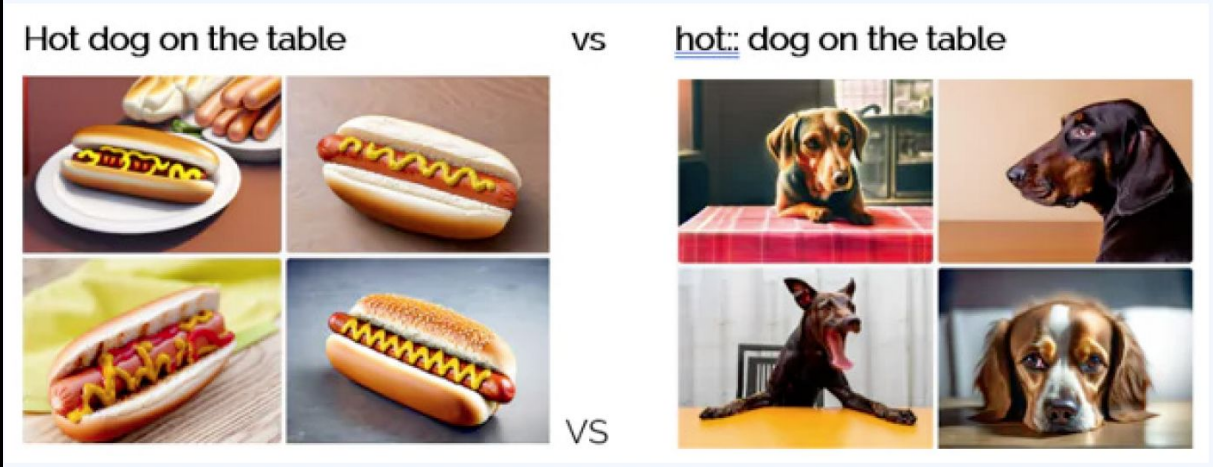 Hot dog on the table
vs
hot:: dog on the table
VS